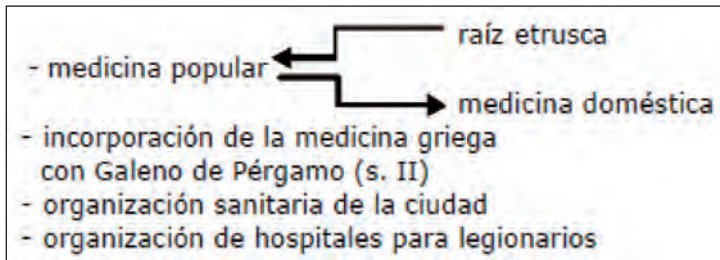 raíz etrusca
- medicina popular
medicina doméstica
- incorporación de la medicina griega
con Galeno de Pérgamo (s. II)
- organización sanitaria de la ciudad
- organización de hospitales para legionarios